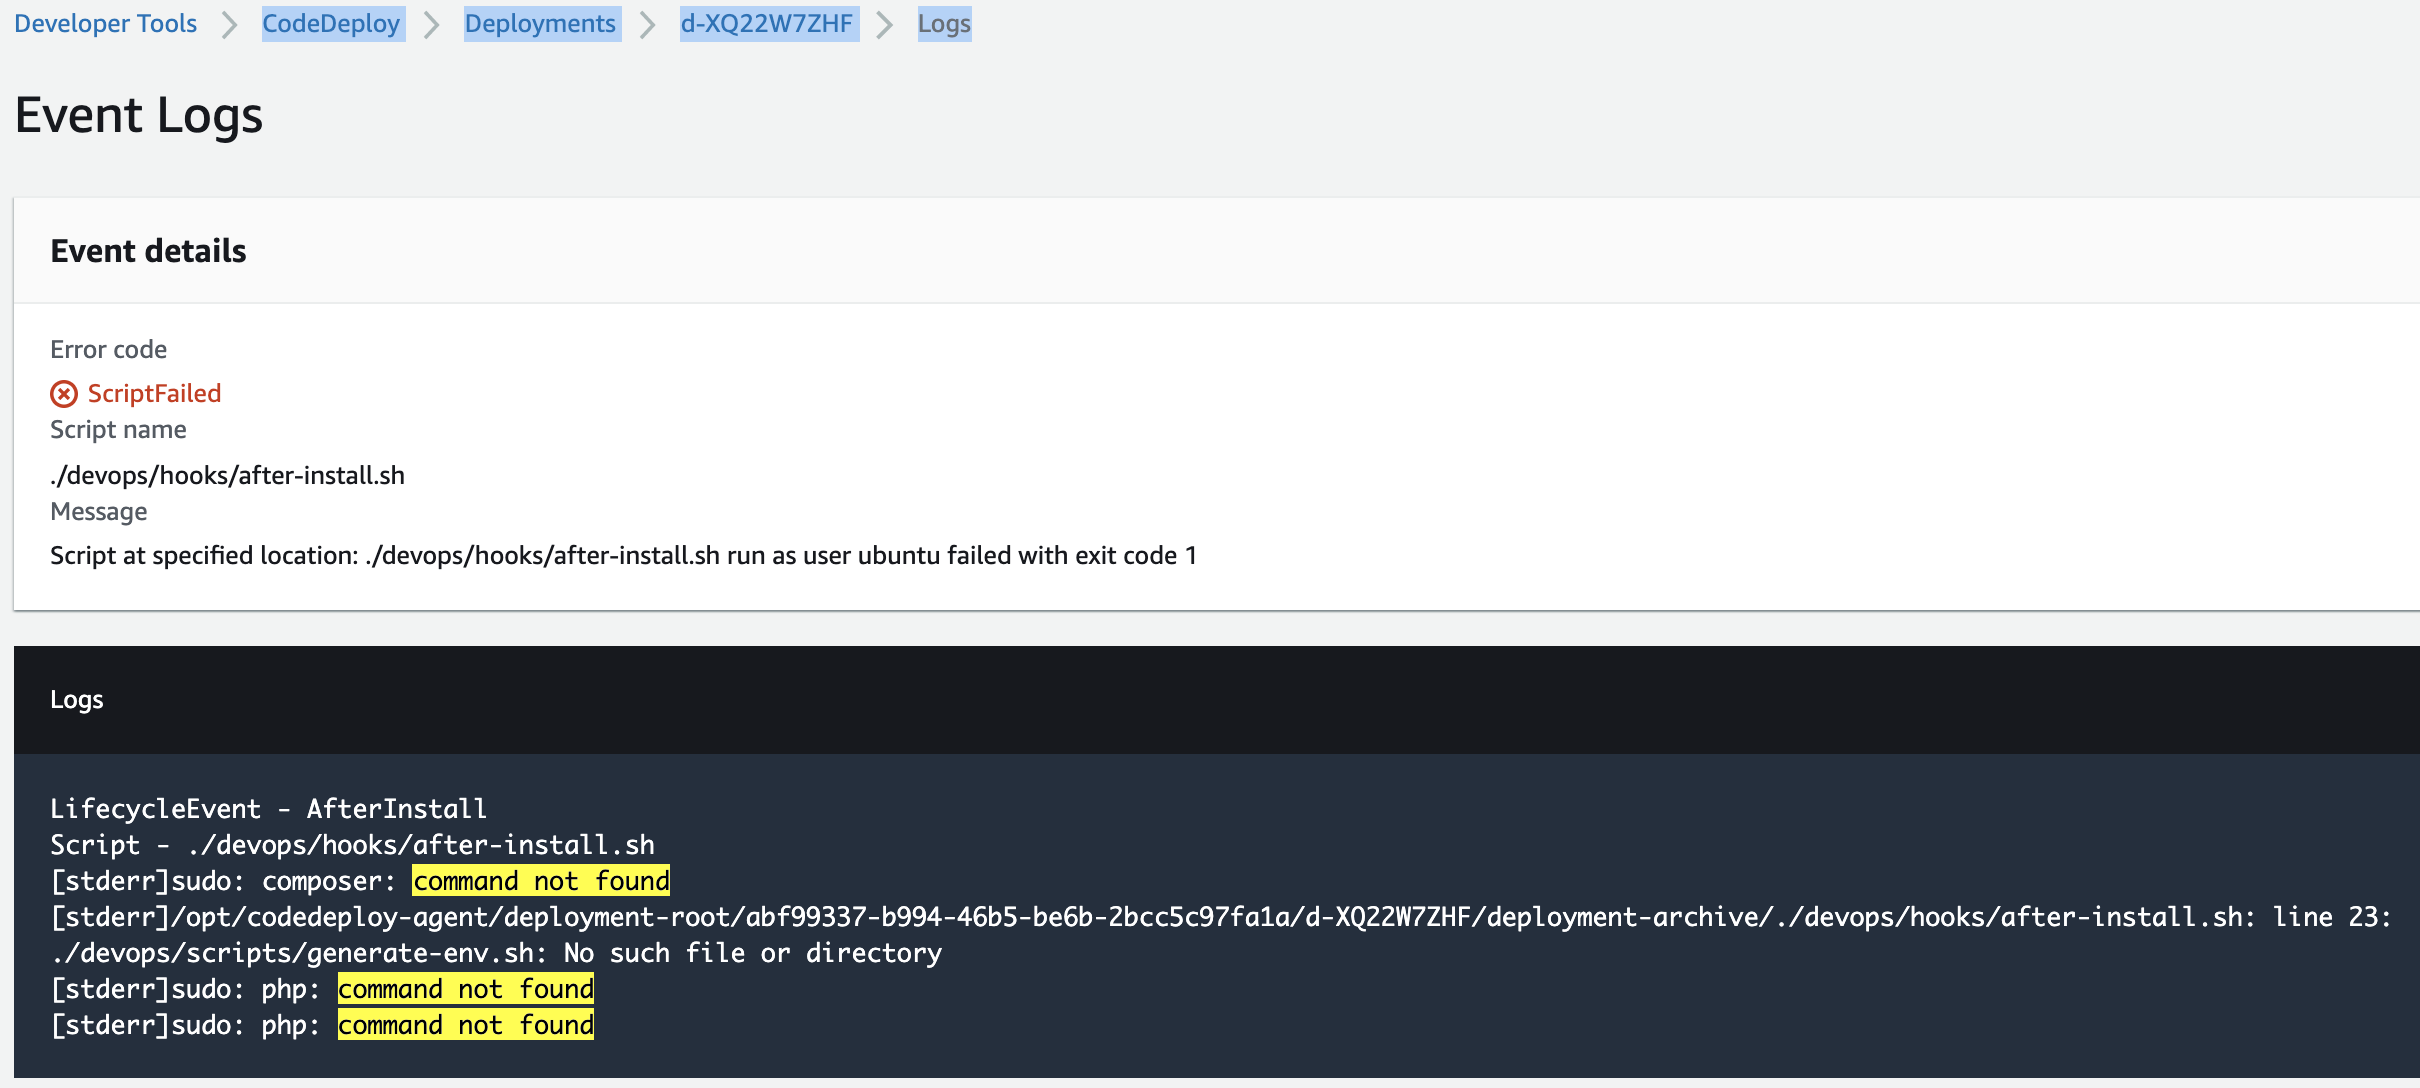 Developer Tools > CodeDeploy > Deployments > d-XQ22W7ZHF > Logs
Event Logs
Event details
Error code
ScriptFailed
Script name
./devops/hooks/after-install.sh
Message
Script at specified location: ./devops/hooks/after-install.sh run as user ubuntu failed with exit code 1
Logs
LifecycleEvent - AfterInstall
Script - ./devops/hooks/after-install.sh
[stderr]sudo: composer: command not found
[stderr]/opt/codedeploy-agent/deployment-root/abf99337-b994-46b5-be6b-2bcc5c97fa1a/d-XQ22W7ZHF/deployment-archive/./devops/hooks/after-install.sh: line 23:
./devops/scripts/generate-env.sh: No such file or directory
[stderr]sudo: php: command not found
[stderr]sudo: php: command not found